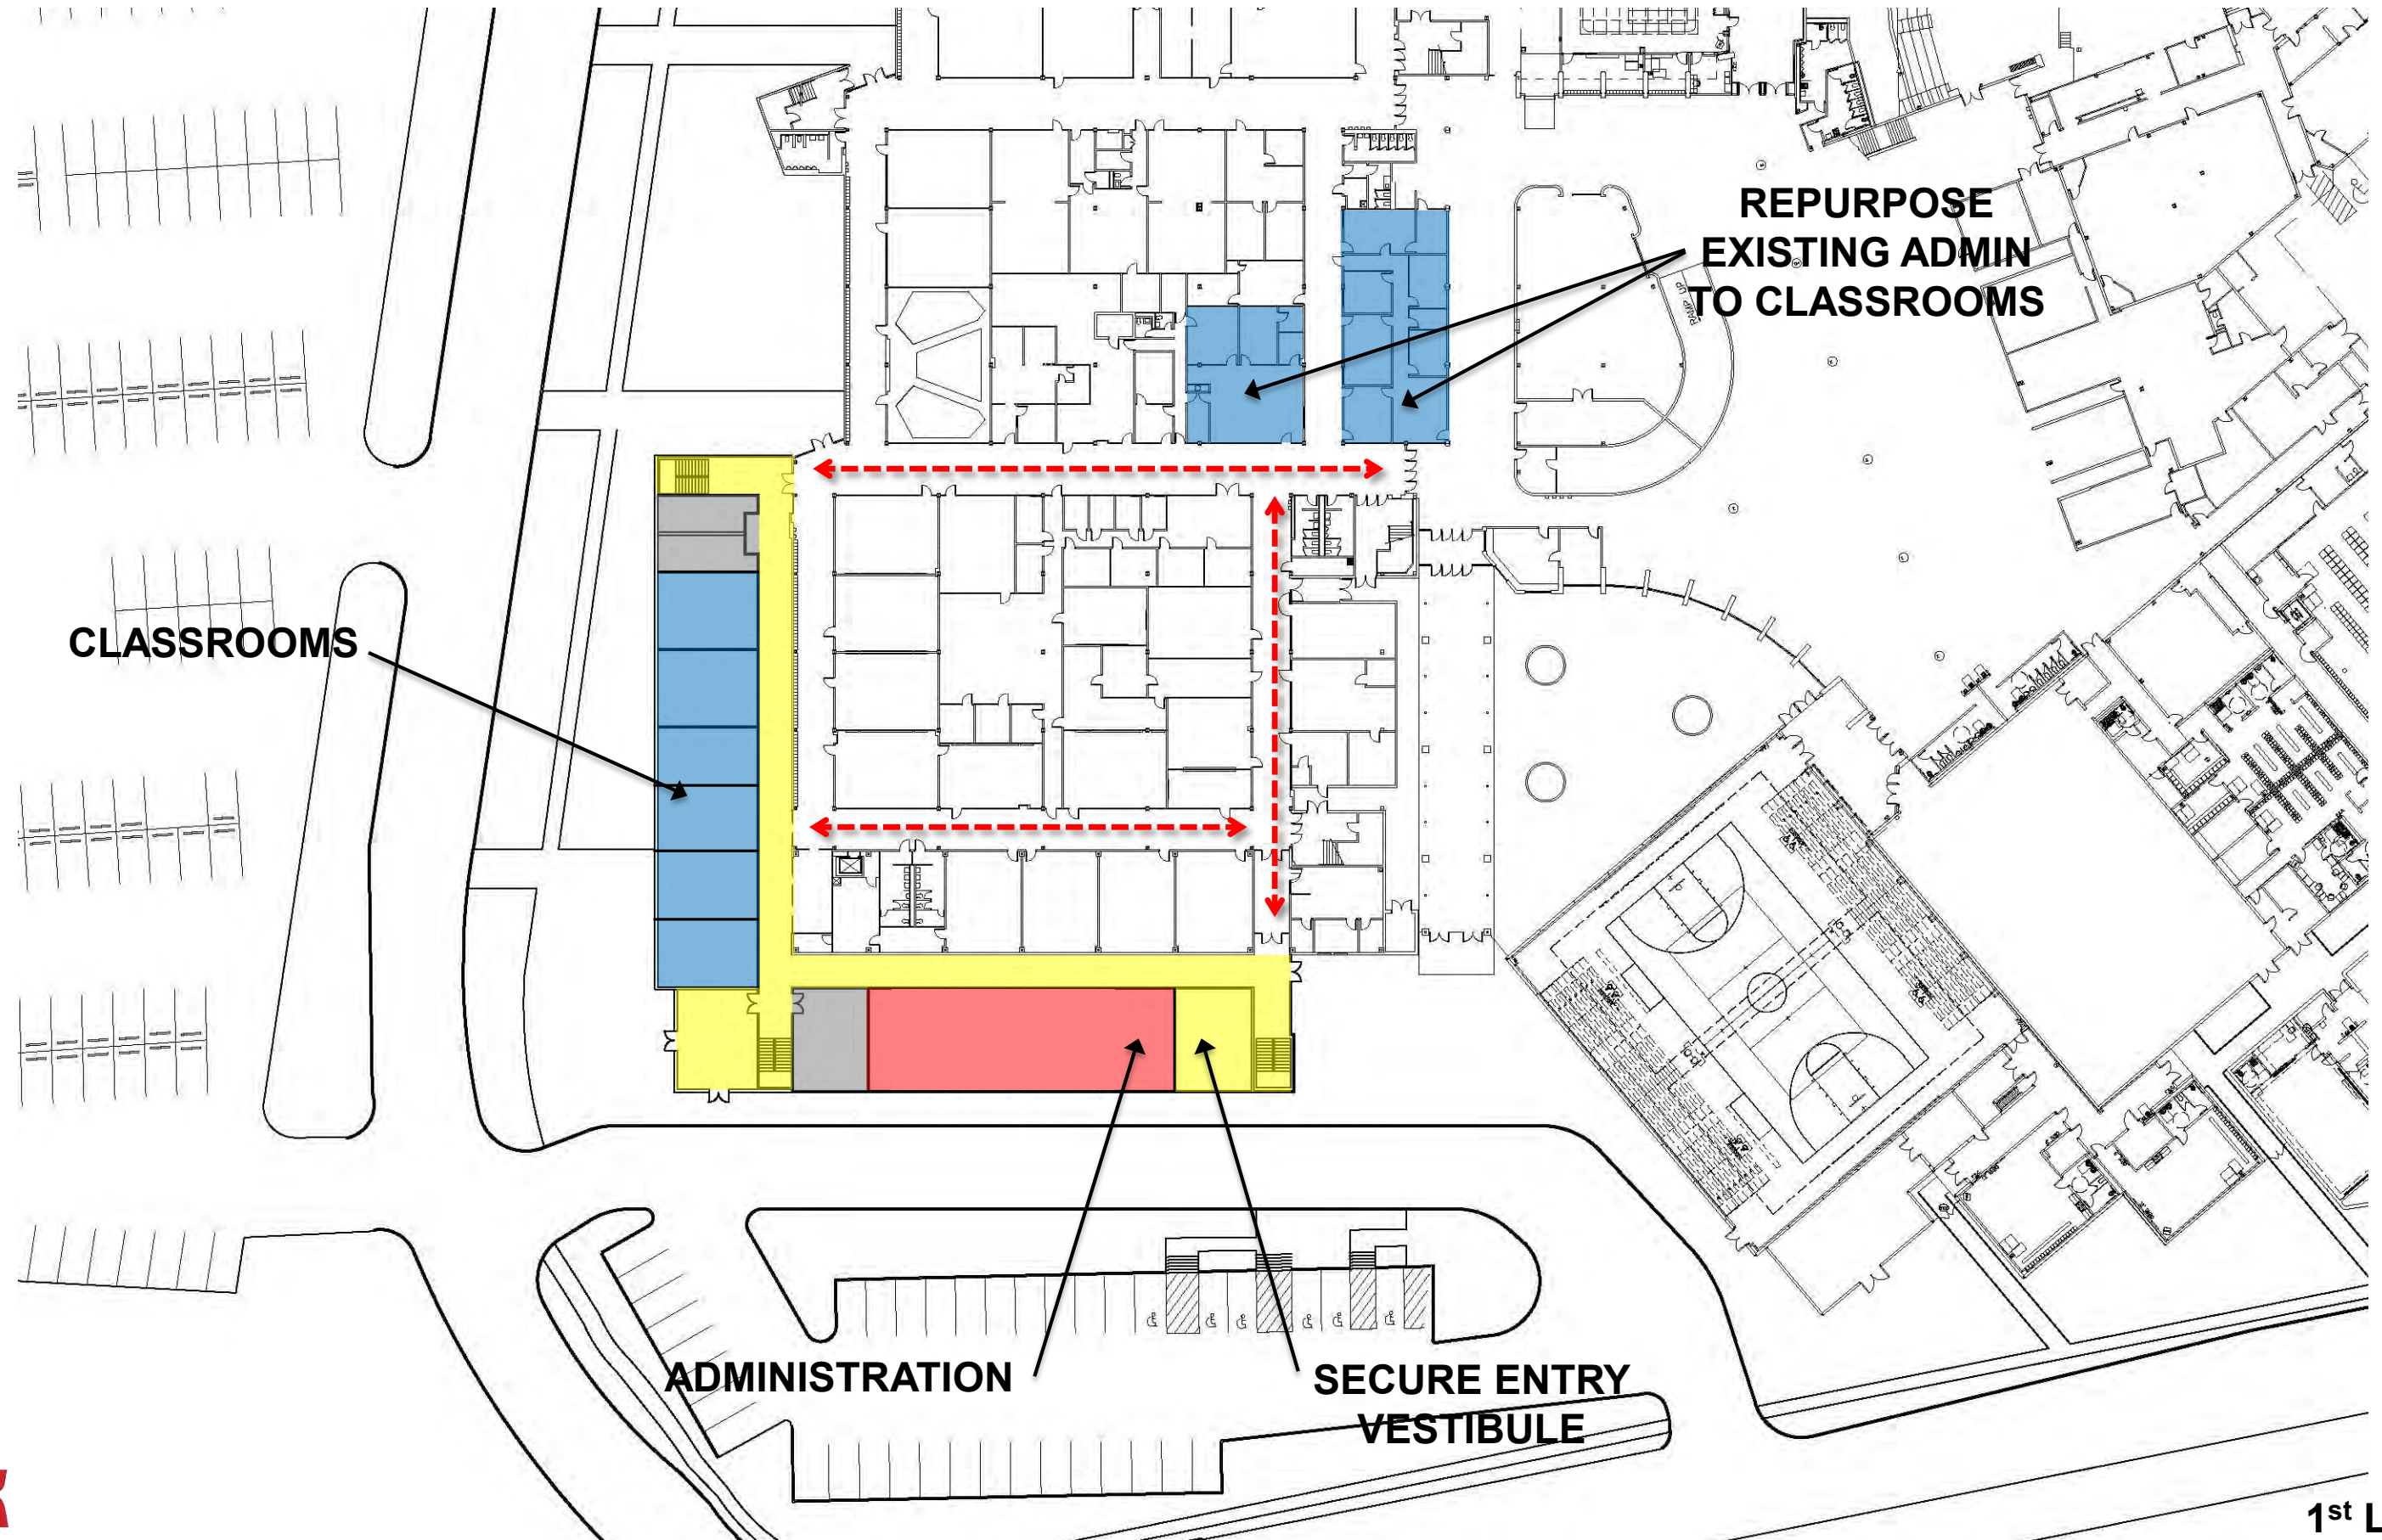 REPURPOSE
EXISTING ADMIN
TO CLASSROOMS
RAMP UP
CLASSROOMS
ADMINISTRATION
SECURE ENTRY
VESTIBULE
1st L